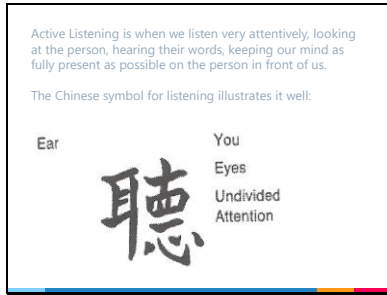 Active Listening is when we listen very attentively, looking
at the person, hearing their words, keeping our mind as
fully present as possible on the person in front of us.
The Chinese symbol for listening illustrates it well:
Ear
聽
You
Eyes
Undivided
Attention